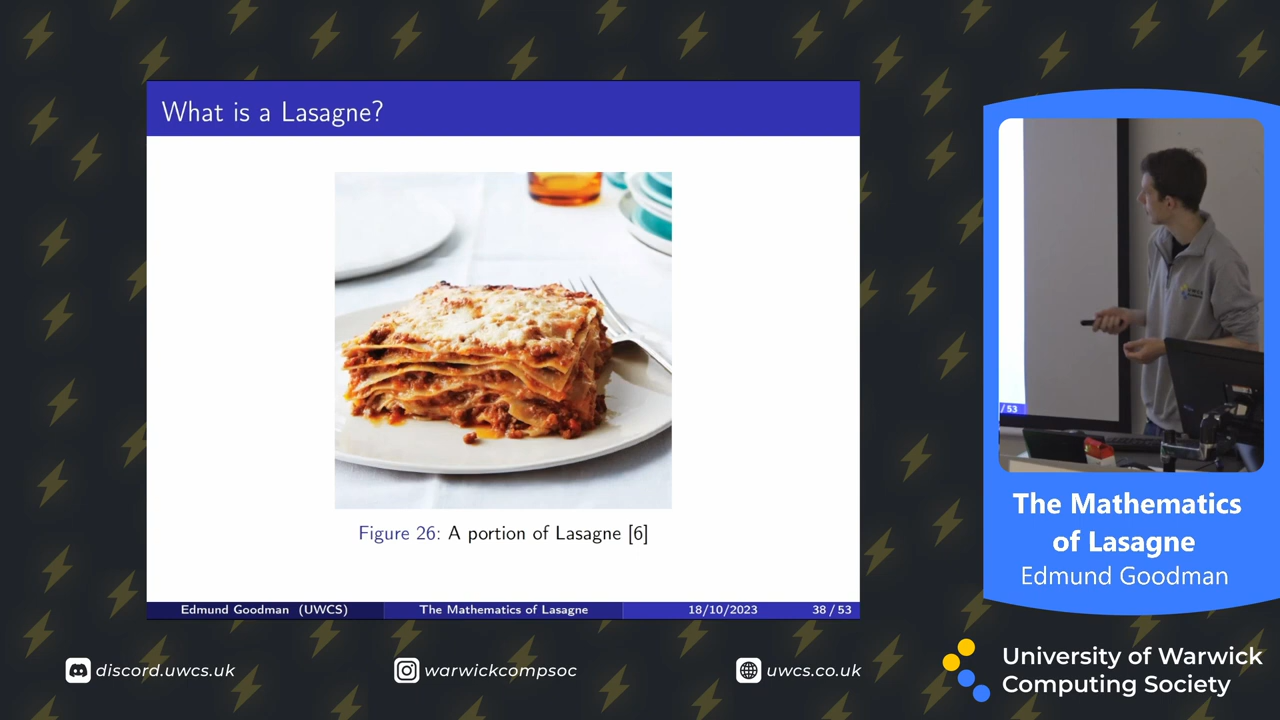 What is a Lasagne?
Figure 26: A portion of Lasagne [6]
Edmund Goodman (UWCS)
The Mathematics of Lasagne
18/10/2023
38 / 53
/ 53
The Mathematics
of Lasagne
Edmund Goodman
discord.uwcs.uk
warwickcompsoc
uwcs.co.uk
University of Warwick
Computing Society